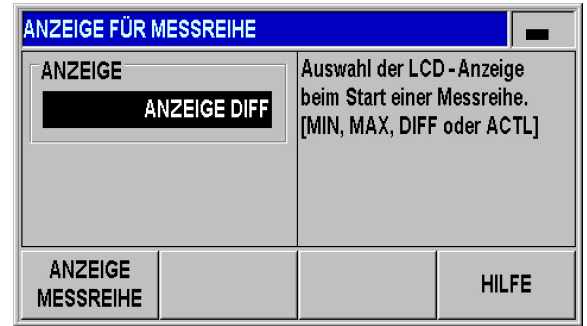 ANZEIGE FÜR MESSREIHE
ANZEIGE
ANZEIGE DIFF
Auswahl der LCD - Anzeige
beim Start einer Messreihe.
[MIN, MAX, DIFF oder ACTL]
ANZEIGE
MESSREIHE
HILFE